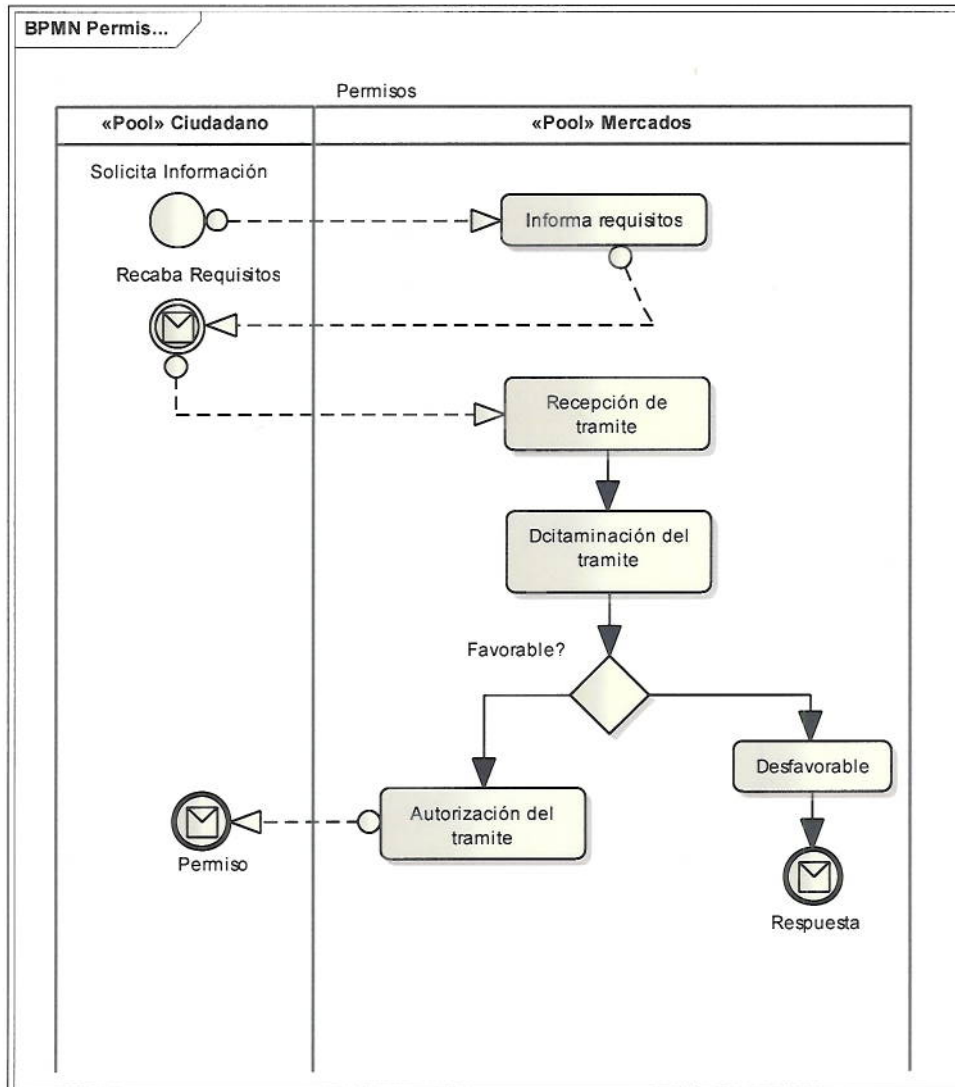 BPMN Permis...
Permisos
«Pool» Ciudadano
«Pool» Mercados
Solicita Información
Informa requisitos
Recaba Requisitos
Recepción de
tramite
Dcitaminación del
tramite
Favorable?
Desfavorable
Autorización del
tramite
Permiso
Respuesta